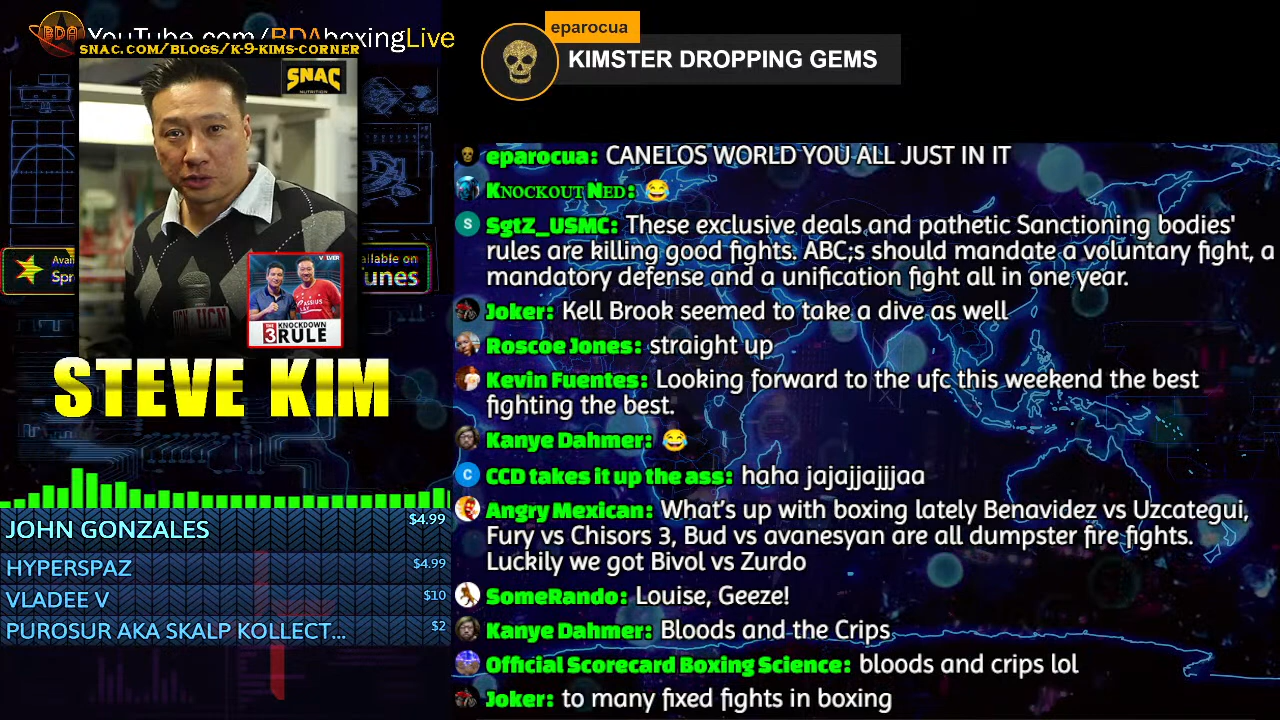 BDA
YouTube.com/BDAboxingLive
SNAC.COM/BLOGS/K-9-KIMS-CORNER
SNAC
NUTRITION
UCN
THE 3 KNOCKDOWN
RULE
STEVE KIM
JOHN GONZALES $4.99
HYPERSPAZ $4.99
VLADEE V $10
PUROSUR AKA SKALP KOLLECT... $2
eparocua
KIMSTER DROPPING GEMS
eparocua: CANELOS WORLD YOU ALL JUST IN IT
KNOCKOUT NED: 😂
S SgtZ_USMC: These exclusive deals and pathetic Sanctioning bodies'
rules are killing good fights. ABC;s should mandate a voluntary fight, a
mandatory defense and a unification fight all in one year.
Joker: Kell Brook seemed to take a dive as well
Roscoe Jones: straight up
Kevin Fuentes: Looking forward to the ufc this weekend the best
fighting the best.
Kanye Dahmer: 😂
C CCD takes it up the ass: haha jajajjajjjaa
Angry Mexican: What's up with boxing lately Benavidez vs Uzcategui,
Fury vs Chisors 3, Bud vs avanesyan are all dumpster fire fights.
Luckily we got Bivol vs Zurdo
SomeRando: Louise, Geeze!
Kanye Dahmer: Bloods and the Crips
Official Scorecard Boxing Science: bloods and crips lol
Joker: to many fixed fights in boxing